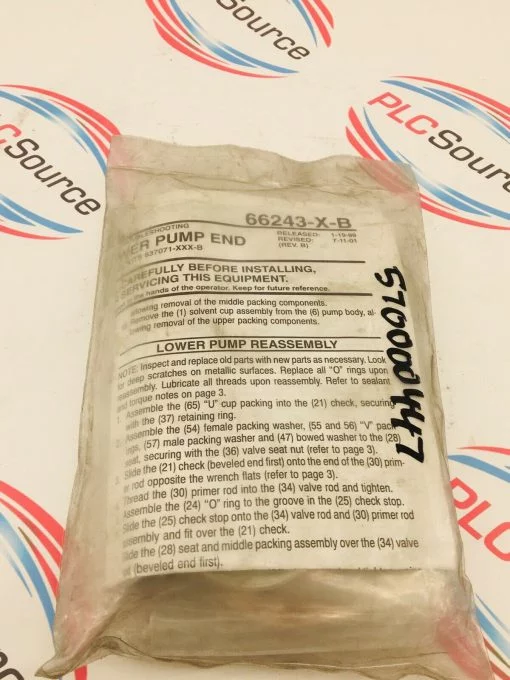 PLCSource
PLCSource
PLCSource
66243-X-B
RELEASED: 1-15-99
REVISED: 7-11-01
(REV. B)
PUMP END
637071-XXX-B
CAREFULLY BEFORE INSTALLING,
SERVICING THIS EQUIPMENT.
the hands of the operator. Keep for future reference.
allowing removal of the middle packing components.
Remove the (1) solvent cup assembly from the (6) pump body, al-
lowing removal of the upper packing components.
LOWER PUMP REASSEMBLY
NOTE: Inspect and replace old parts with new parts as necessary. Look
for deep scratches on metallic surfaces. Replace all "O" rings upon
reassembly. Lubricate all threads upon reassembly. Refer to sealant
and torque notes on page 3.
1. Assemble the (65) "U" cup packing into the (21) check, securing
with the (37) retaining ring.
Assemble the (54) female packing washer, (55 and 56) "V" pack
rings, (57) male packing washer and (47) bowed washer to the (28)
seat, securing with the (36) valve seat nut (refer to page 3).
Slide the (21) check (beveled end first) onto the end of the (30) prim-
er rod opposite the wrench flats (refer to page 3).
Thread the (30) primer rod into the (34) valve rod and tighten.
Assemble the (24) "O" ring to the groove in the (25) check stop.
Slide the (25) check stop onto the (34) valve rod and (30) primer rod
assembly and fit over the (21) check.
Slide the (28) seat and middle packing assembly over the (34) valve
(beveled end first).
5700000447
PLC
Source